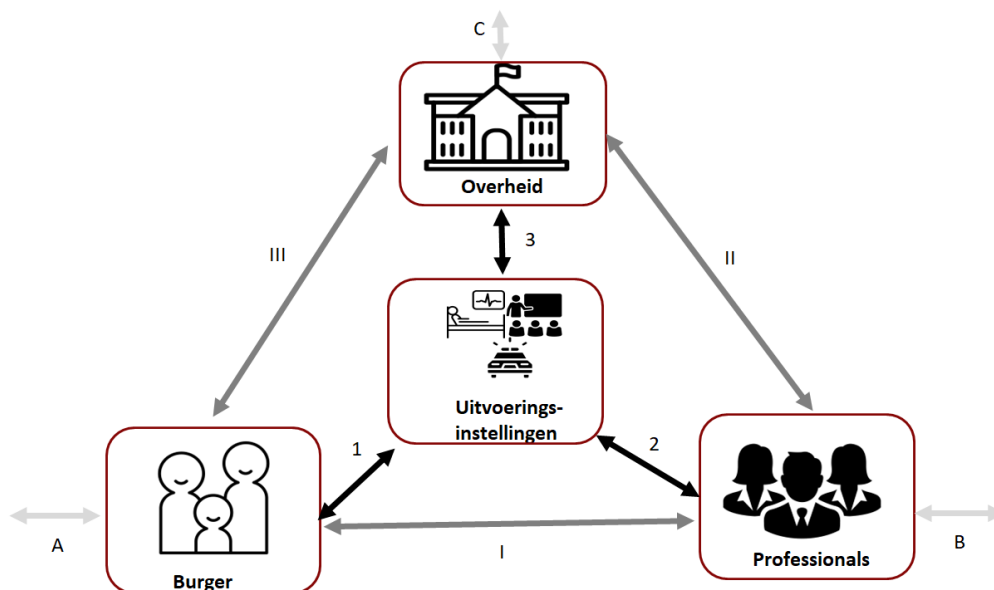 C
Overheid
3
III
II
Uitvoerings-
instellingen
1
2
A
I
B
Burger
Professionals